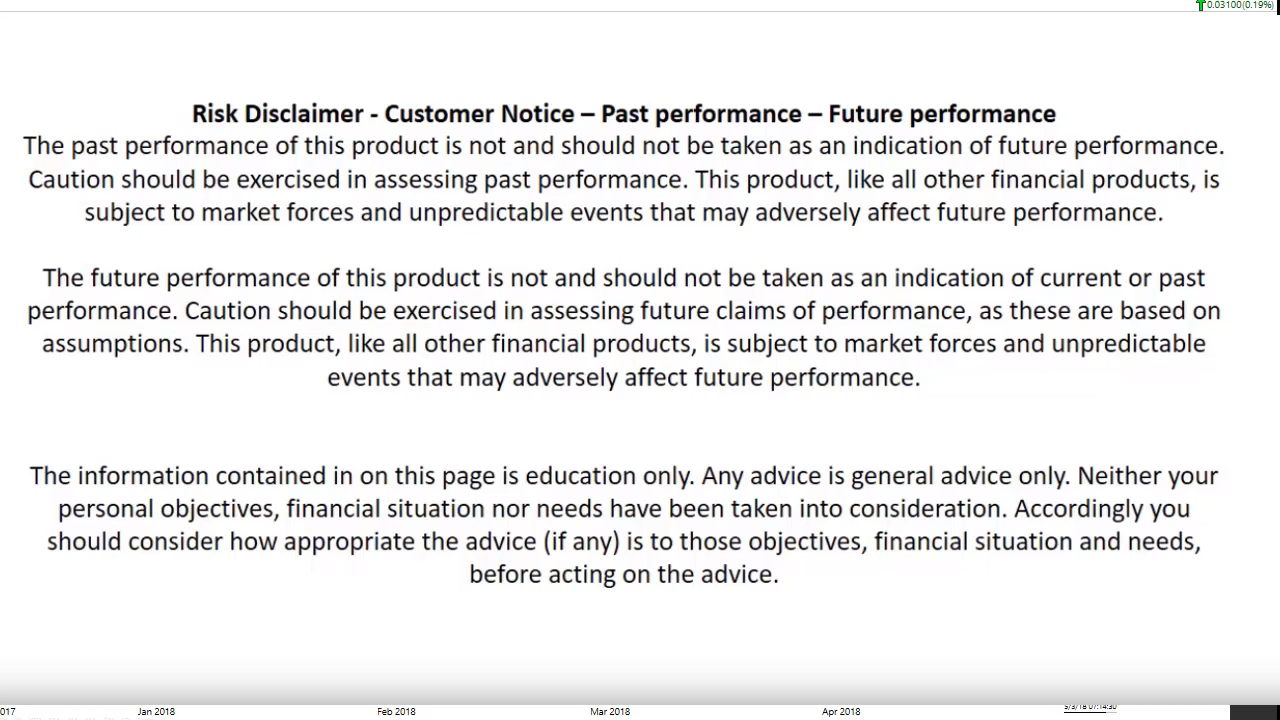 0.03100(0.19%)
Risk Disclaimer - Customer Notice – Past performance – Future performance
The past performance of this product is not and should not be taken as an indication of future performance.
Caution should be exercised in assessing past performance. This product, like all other financial products, is
subject to market forces and unpredictable events that may adversely affect future performance.
The future performance of this product is not and should not be taken as an indication of current or past
performance. Caution should be exercised in assessing future claims of performance, as these are based on
assumptions. This product, like all other financial products, is subject to market forces and unpredictable
events that may adversely affect future performance.
The information contained in on this page is education only. Any advice is general advice only. Neither your
personal objectives, financial situation nor needs have been taken into consideration. Accordingly you
should consider how appropriate the advice (if any) is to those objectives, financial situation and needs,
before acting on the advice.
017 Jan 2018 Feb 2018 Mar 2018 Apr 2018